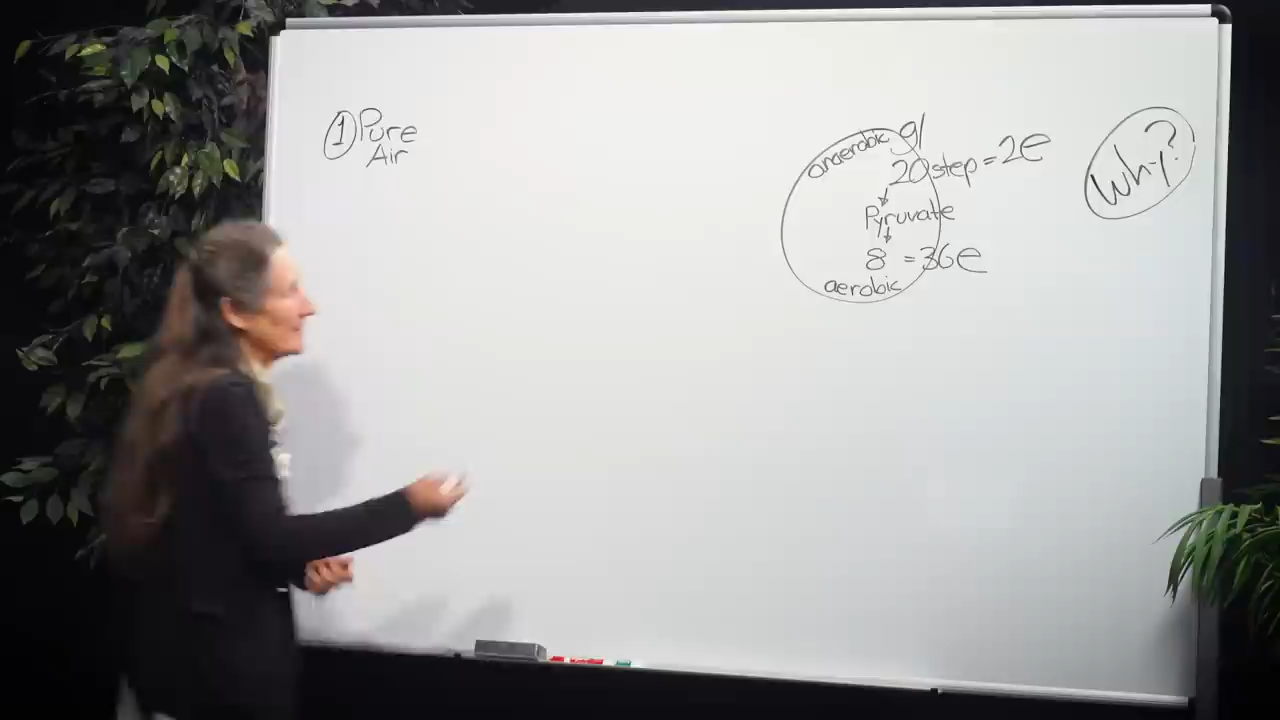 ① Pure
Air
anaerobic gl
20 step = 2e
Pyruvate
8 = 36e
aerobic
Why?